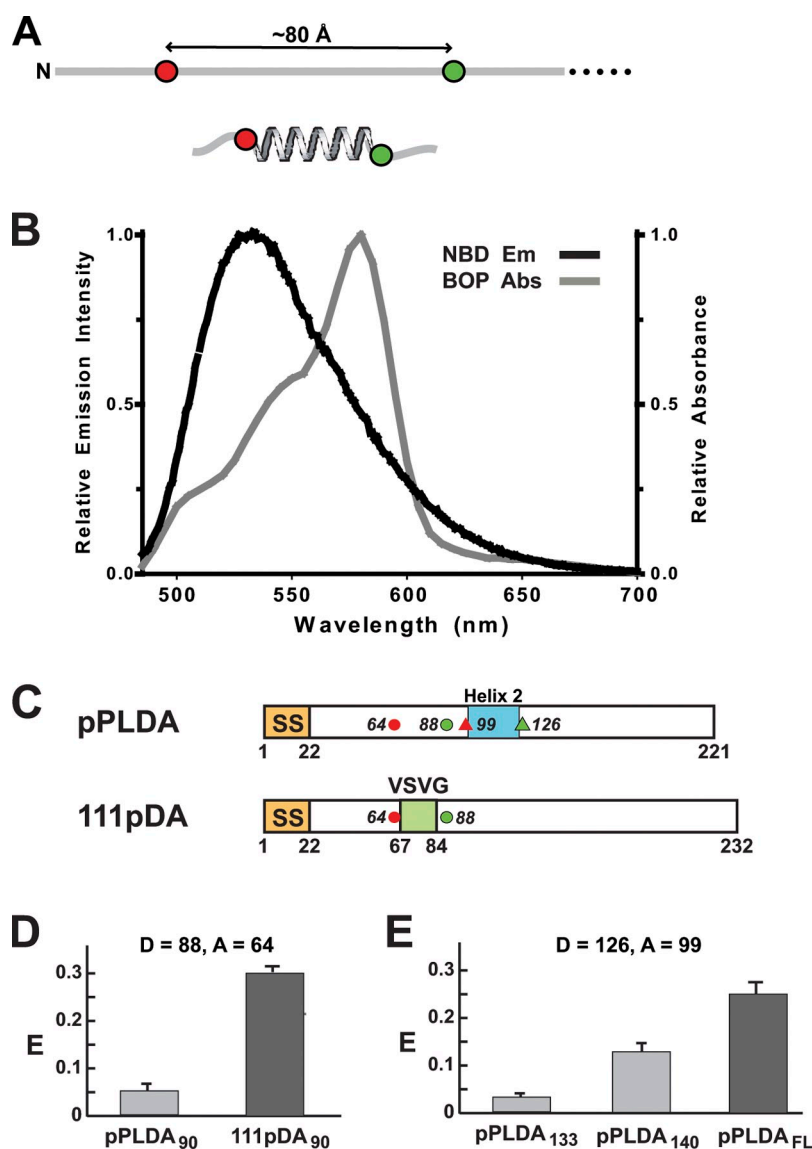 A
~80 Å
N
B
1.0
0.5
0.0
Relative Emission Intensity
NBD Em
BOP Abs
1.0
0.5
0.0
Relative Absorbance
500 550 600 650 700
Wavelength (nm)
C
Helix 2
pPLDA
SS
64 88 99 126
1 22 221
VSVG
111pDA
SS
64 88
1 22 67 84 232
D
D = 88, A = 64
0.3
0.2
0.1
0
E
pPLDA90 111pDA90
E
D = 126, A = 99
0.3
0.2
0.1
0
E
pPLDA133 pPLDA140 pPLDAFL